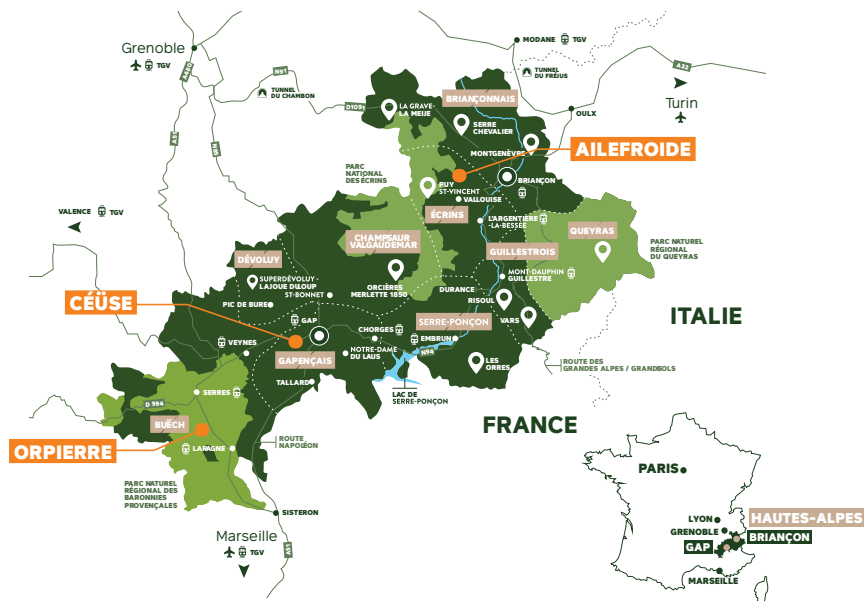 Grenoble
TGV
MODANE
TGV
A32
TUNNEL
DU FRÉJUS
Turin
OULX
A480
N91
TUNNEL
DU CHAMBON
D1091
LA GRAVE-
LA MEIJE
BRIANÇONNAIS
SERRE
CHEVALIER
MONTGENÈVRE
AILEFROIDE
A51
N85
PARC
NATIONAL
DES ÉCRINS
PUY
ST-VINCENT
BRIANÇON
VALLOUISE
ÉCRINS
L'ARGENTIÈRE
-LA-BESSÉE
VALENCE
TGV
CHAMPSAUR
VALGAUDEMAR
QUEYRAS
GUILLESTROIS
PARC NATUREL
RÉGIONAL
DU QUEYRAS
DÉVOLUY
SUPERDÉVOLUY-
LAJOUE DU LOUP
ST-BONNET
ORCIÈRES
MERLETTE 1850
MONT-DAUPHIN
GUILLESTRE
DURANCE
RISOUL
CÉÜSE
PIC DE BURE
VARS
ITALIE
GAP
CHORGES
SERRE-PONÇON
EMBRUN
VEYNES
NOTRE-DAME
DU LAUS
N94
GAPENÇAIS
LES
ORRES
ROUTE DES
GRANDES ALPES / GRANDS COLS
TALLARD
LAC DE
SERRE-PONÇON
SERRES
D 994
BUËCH
FRANCE
ORPIERRE
LARAGNE
ROUTE
NAPOLÉON
PARC NATUREL
RÉGIONAL DES
BARONNIES
PROVENÇALES
SISTERON
Marseille
TGV
A51
PARIS
LYON
HAUTES-ALPES
GRENOBLE
BRIANÇON
GAP
MARSEILLE